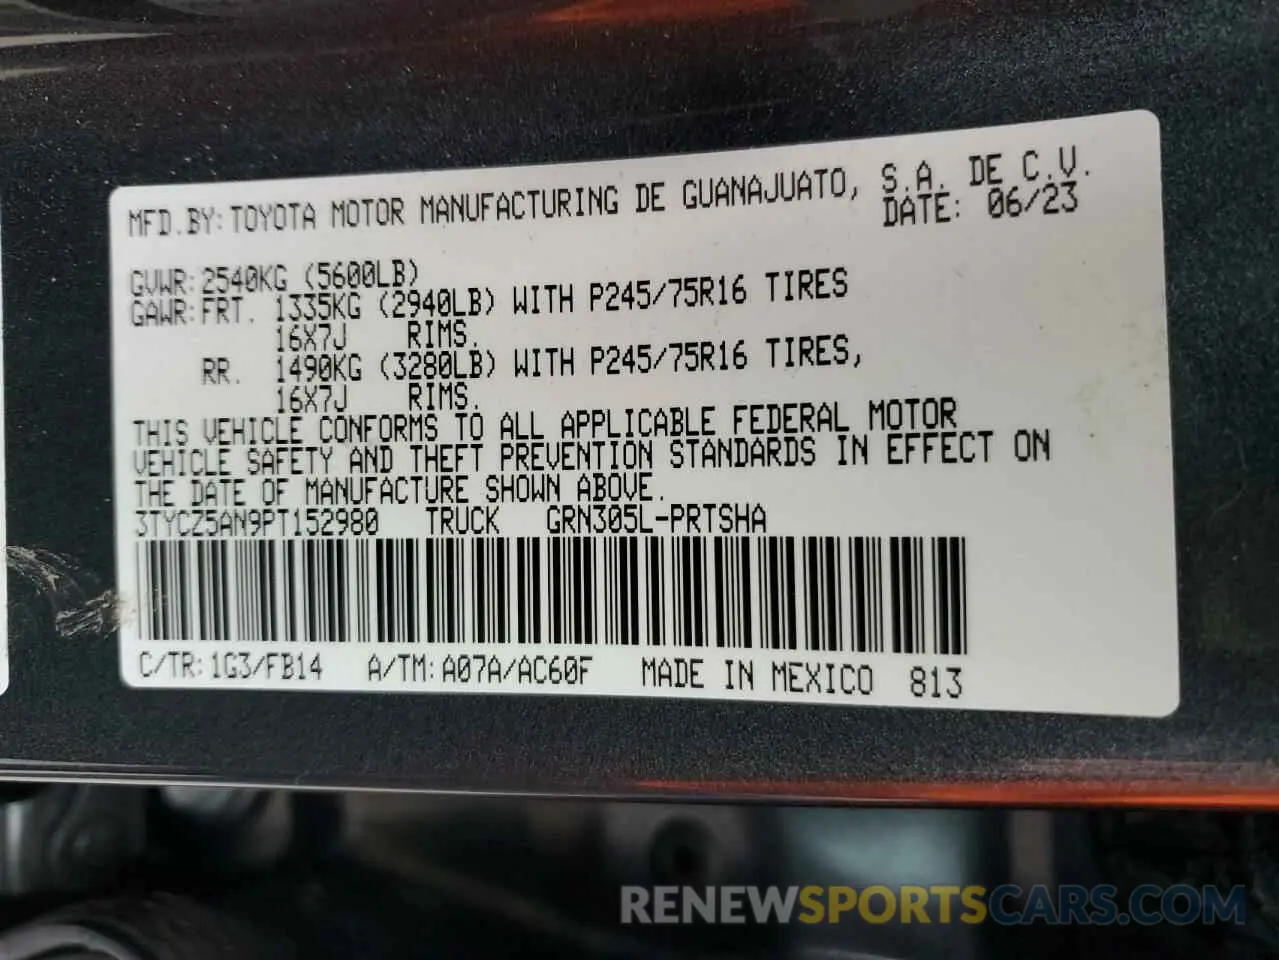 MFD.BY:TOYOTA MOTOR MANUFACTURING DE GUANAJUATO, S.A. DE C.V.
DATE: 06/23
GVWR:2540KG (5600LB)
GAWR:FRT. 1335KG (2940LB) WITH P245/75R16 TIRES
16X7J RIMS.
RR. 1490KG (3280LB) WITH P245/75R16 TIRES,
16X7J RIMS.
THIS VEHICLE CONFORMS TO ALL APPLICABLE FEDERAL MOTOR
VEHICLE SAFETY AND THEFT PREVENTION STANDARDS IN EFFECT ON
THE DATE OF MANUFACTURE SHOWN ABOVE.
3TYCZ5AN9PT152980 TRUCK GRN305L-PRTSHA
C/TR:1G3/FB14 A/TM:A07A/AC60F MADE IN MEXICO 813
RENEWSPORTSCARS.COM